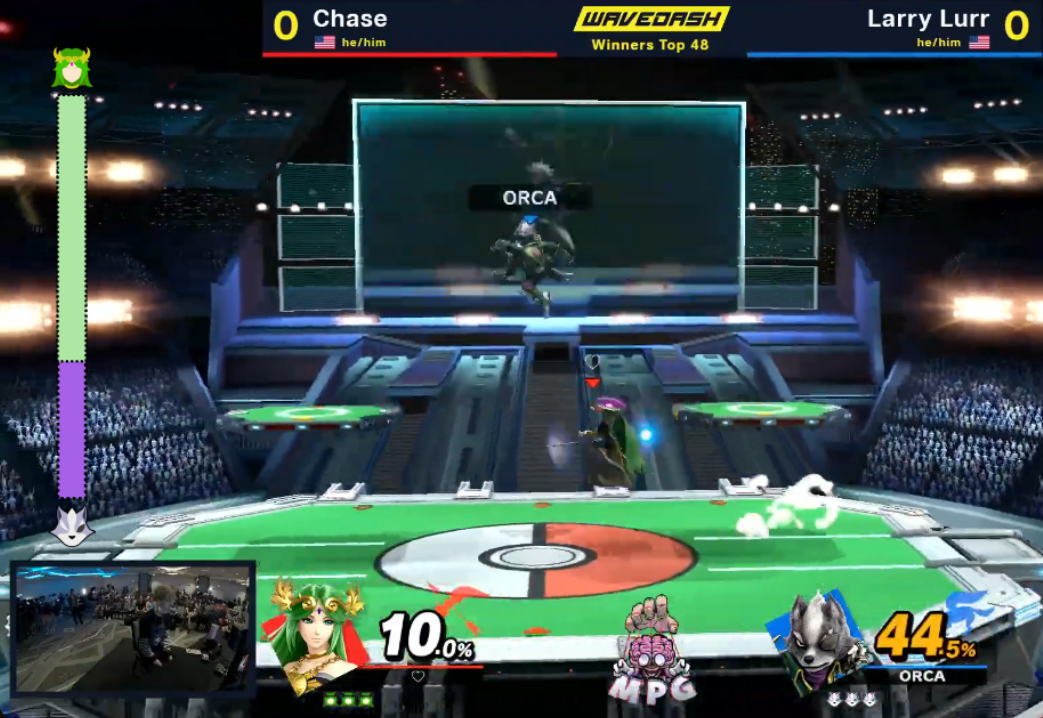 0 Chase
he/him
WAVEDASH
Winners Top 48
Larry Lurr 0
he/him
ORCA
10.0%
MPG
44.5%
ORCA